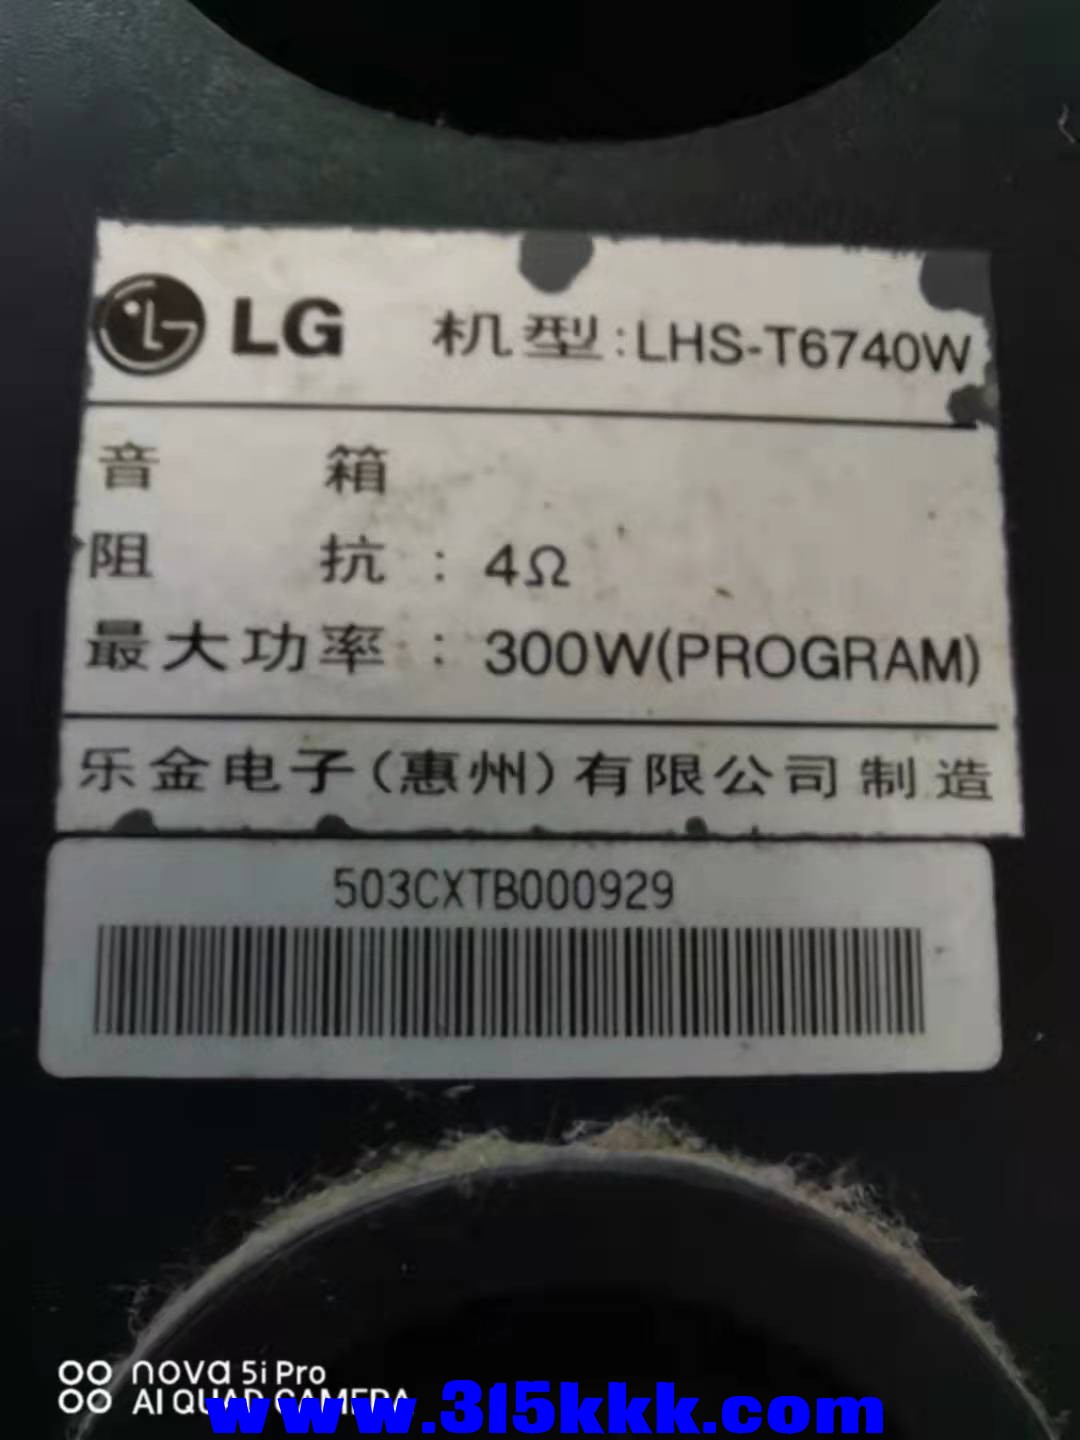 LG 机型:LHS-T6740W
音箱
阻抗: 4Ω
最大功率: 300W(PROGRAM)
乐金电子(惠州)有限公司制造
503CXTB000929
nova 5i Pro
AI QUAD CAMERA
www.315kkk.com